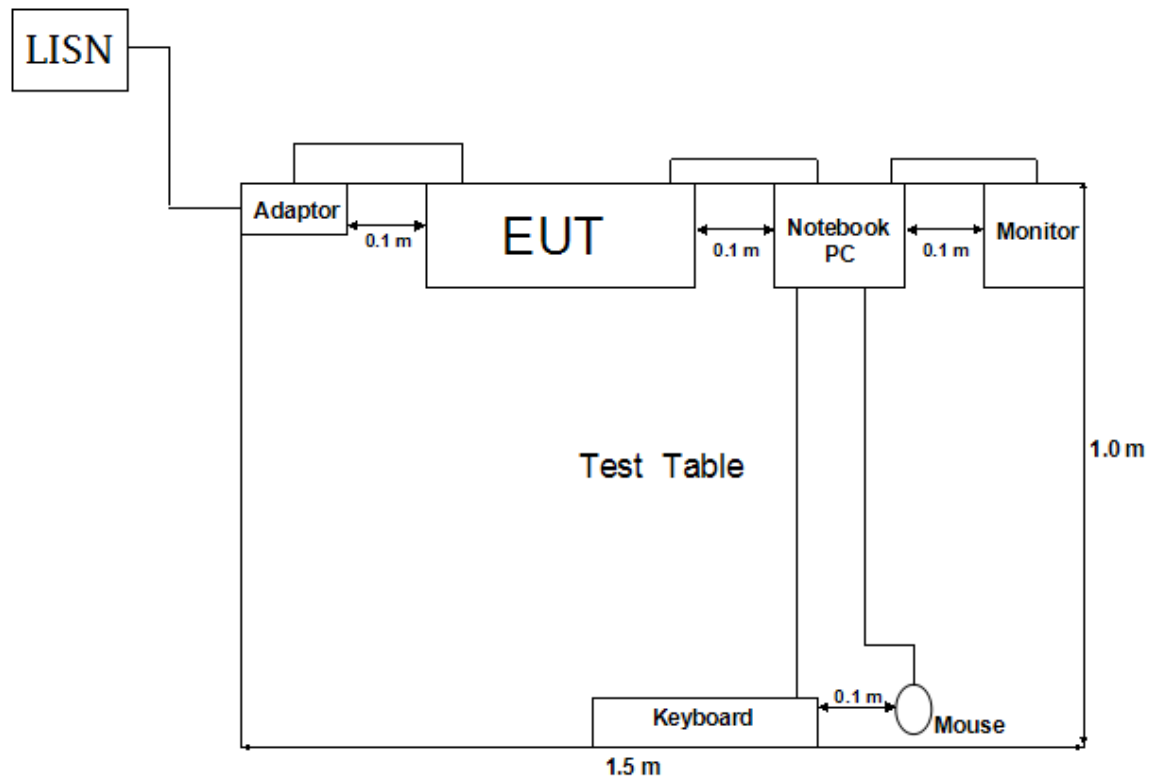 LISN
Adaptor
0.1 m
EUT
0.1 m
Notebook
PC
0.1 m
Monitor
Test Table
1.0 m
Keyboard
0.1 m
Mouse
1.5 m